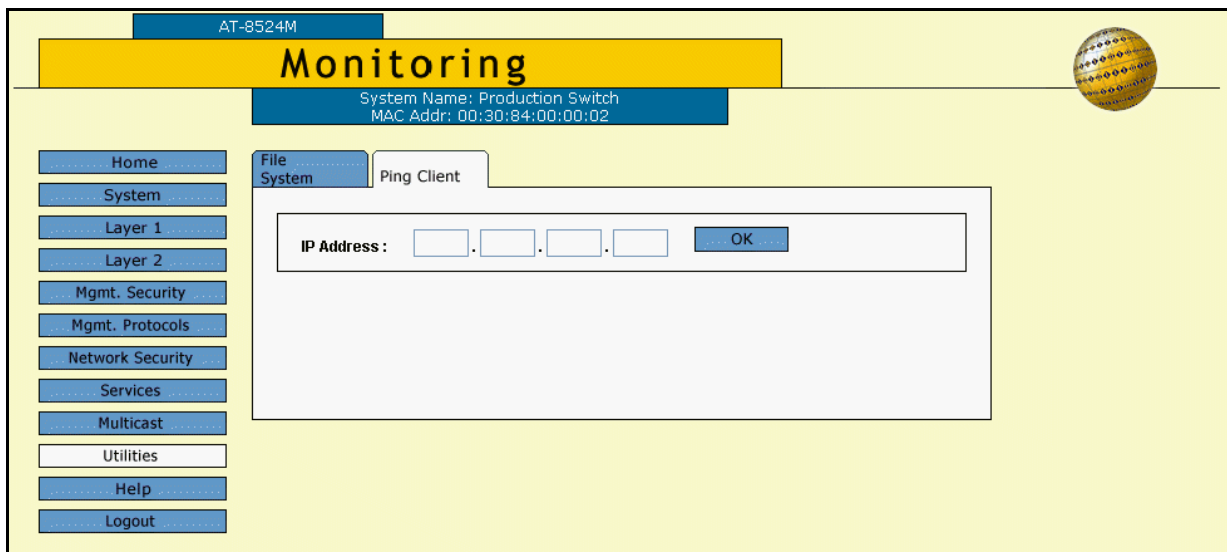 AT-8524M
Monitoring
System Name: Production Switch
MAC Addr: 00:30:84:00:00:02
Home
System
Layer 1
Layer 2
Mgmt. Security
Mgmt. Protocols
Network Security
Services
Multicast
Utilities
Help
Logout
File
System
Ping Client
IP Address : . . . OK